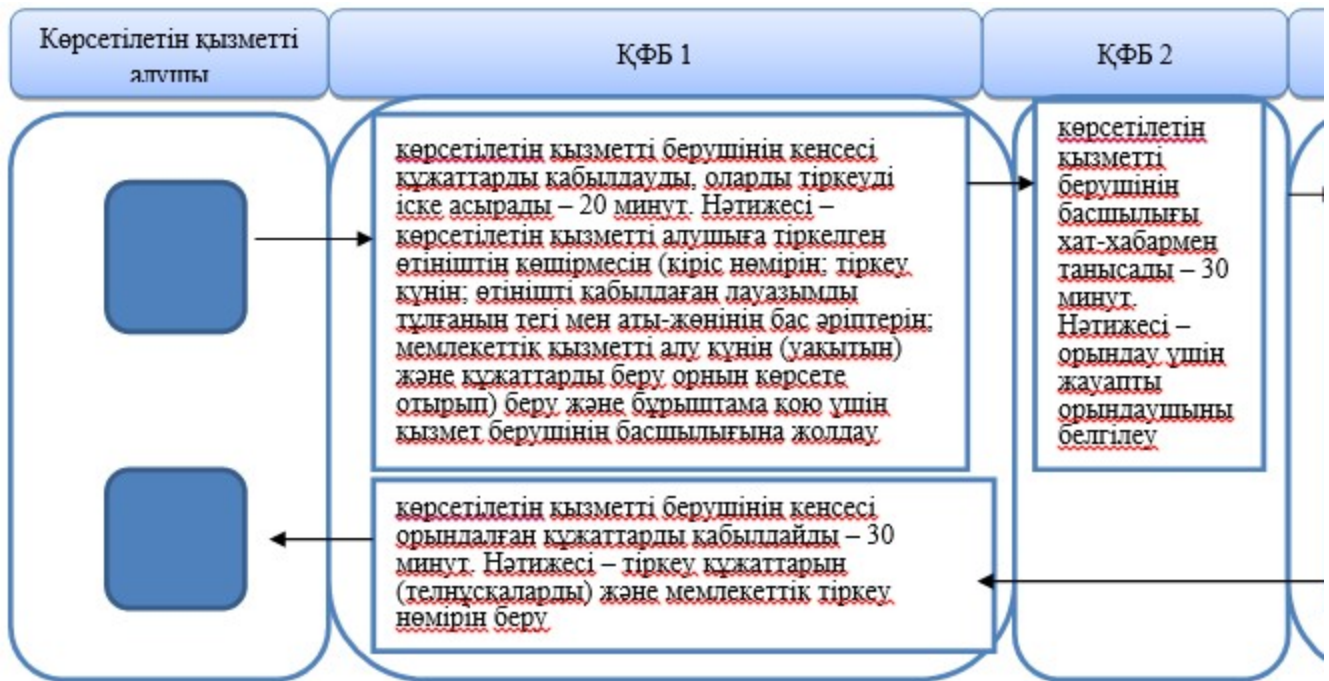 Көрсетілетін қызметті
алушы
ҚФБ 1
ҚФБ 2
көрсетілетін қызметті берушінің кеңсесі
құжаттарды қабылдауды, оларды тіркеуді
іске асырады – 20 минут. Нәтижесі –
көрсетілетін қызметті алушыға тіркелген
өтініштің көшірмесін (кіріс нөмірін; тіркеу
күнін; өтінішті қабылдаған лауазымды
тұлғаның тегі мен аты-жөнінің бас әріптерін;
мемлекеттік қызметті алу күнін (уақытын)
және құжаттарды беру орнын көрсете
отырып) беру және бұрыштама қою үшін
қызмет берушінің басшылығына жолдау
көрсетілетін
қызметті
берушінің
басшылығы
хат-хабармен
танысады – 30
минут.
Нәтижесі –
орындау үшін
жауапты
орындаушыны
белгілеу
көрсетілетін қызметті берушінің кеңсесі
орындалған құжаттарды қабылдайды – 30
минут. Нәтижесі – тіркеу құжаттарын
(телнұсқаларды) және мемлекеттік тіркеу
нөмірін беру